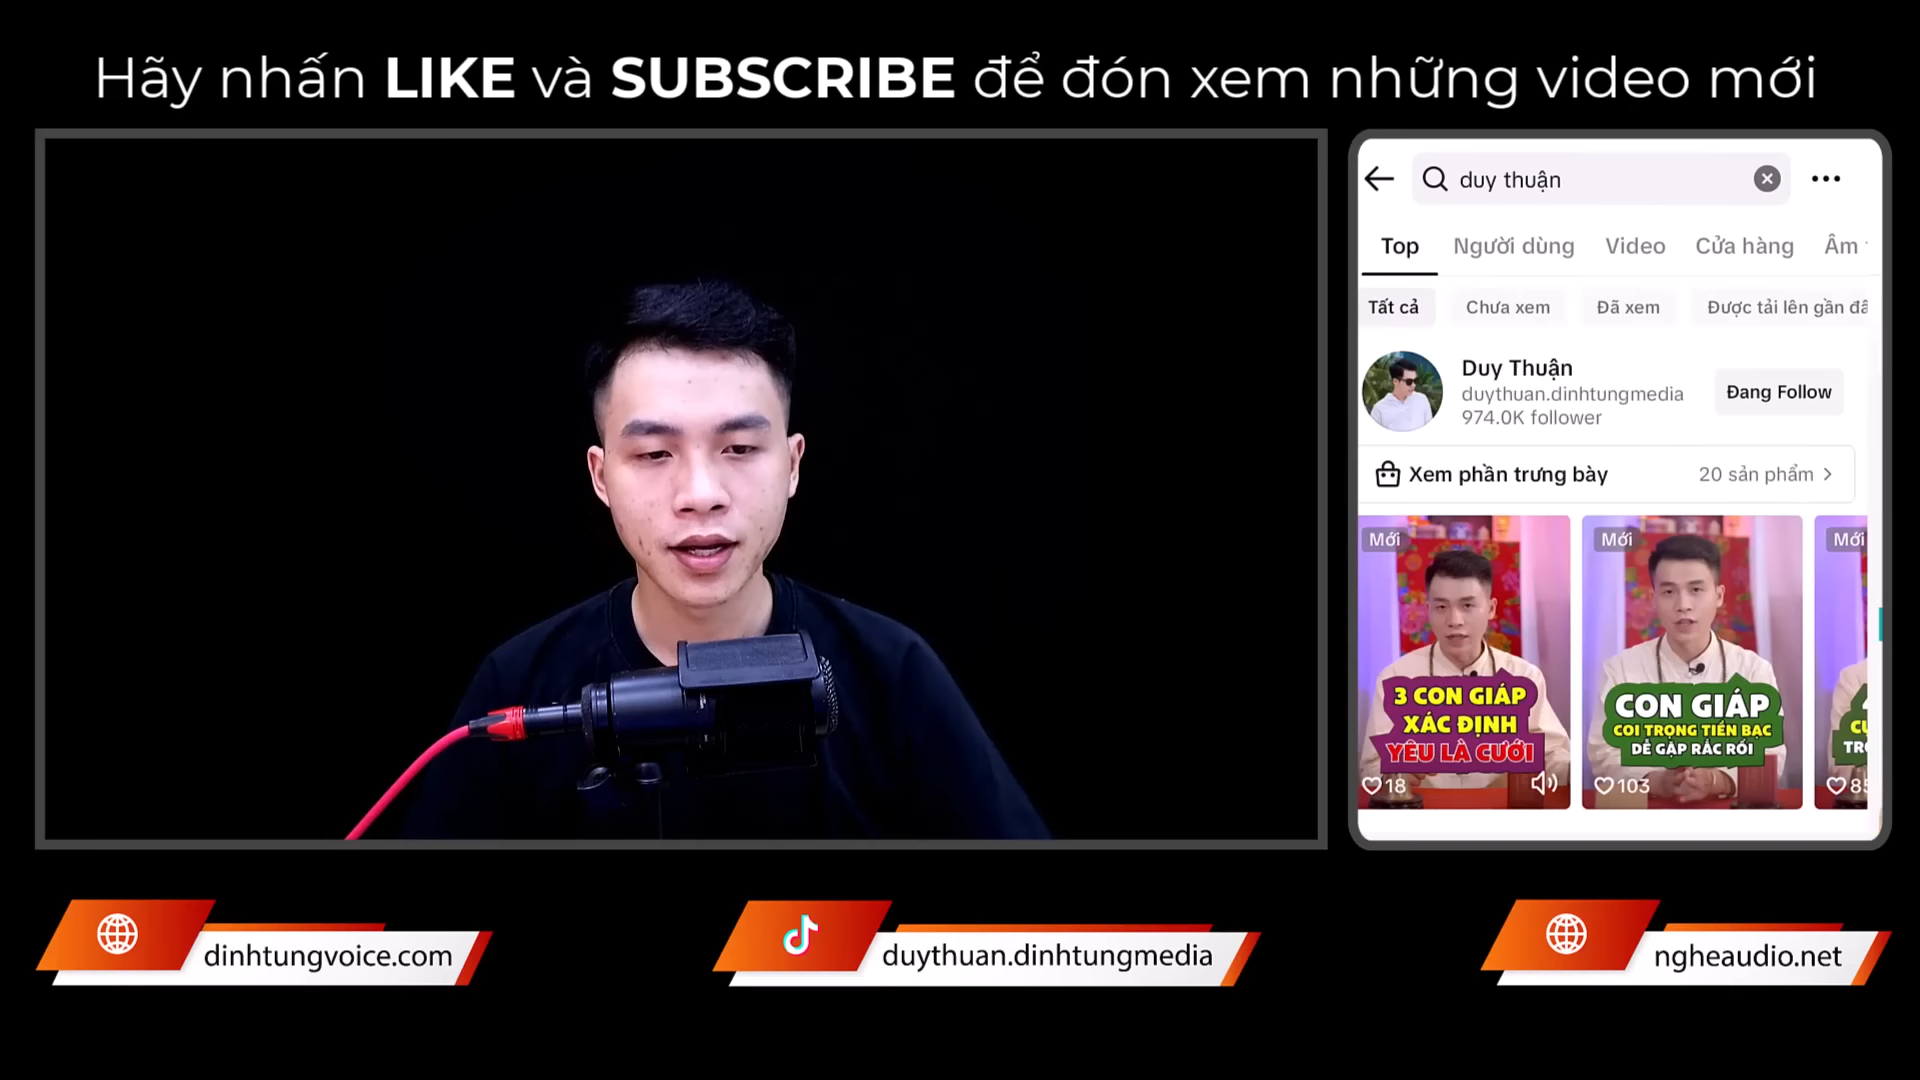 Hãy nhấn LIKE và SUBSCRIBE để đón xem những video mới
duy thuận
Top Người dùng Video Cửa hàng Âm
Tất cả Chưa xem Đã xem Được tải lên gần
Duy Thuận
duythuan.dinhtungmedia
974.0K follower
Đang Follow
Xem phần trưng bày 20 sản phẩm
Mới
3 CON GIÁP
XÁC ĐỊNH
YÊU LÀ CƯỚI
18
Mới
CON GIÁP
COI TRỌNG TIỀN BẠC
DỄ GẶP RẮC RỐI
103
Mới
dinhtungvoice.com
duythuan.dinhtungmedia
ngheaudio.net